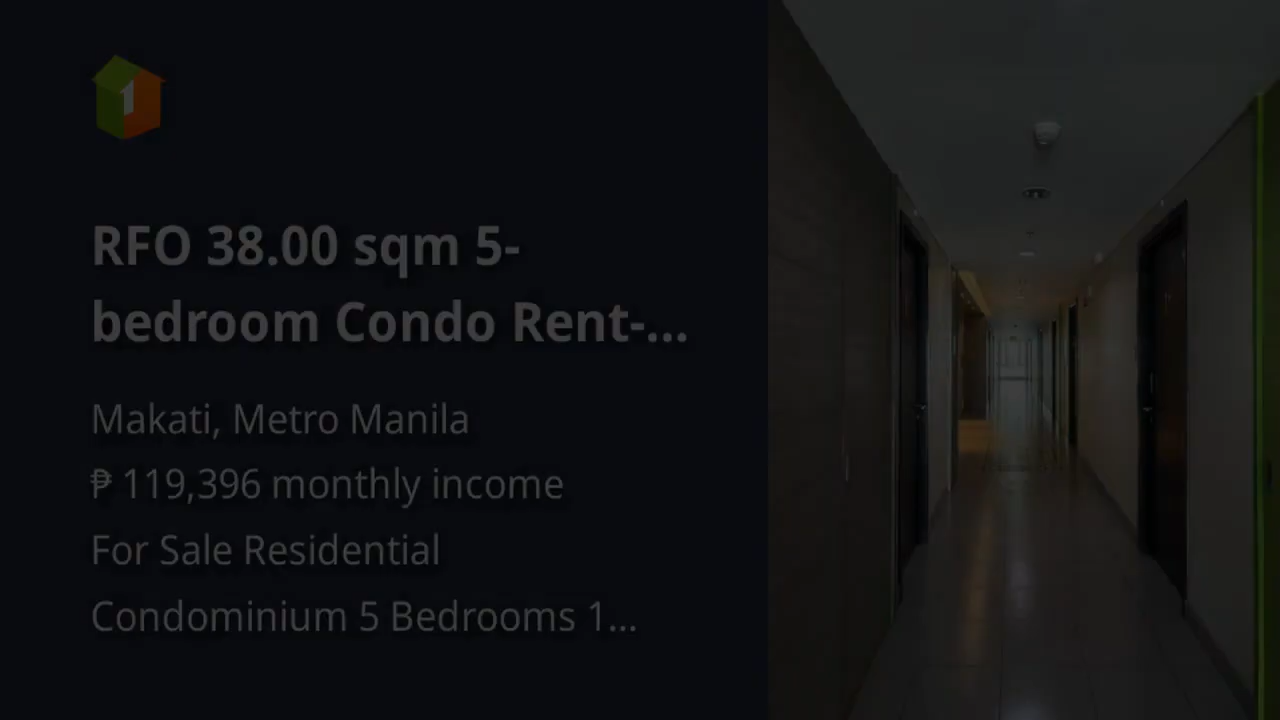 RFO 38.00 sqm 5-
bedroom Condo Rent-...
Makati, Metro Manila
₱ 119,396 monthly income
For Sale Residential
Condominium 5 Bedrooms 1...